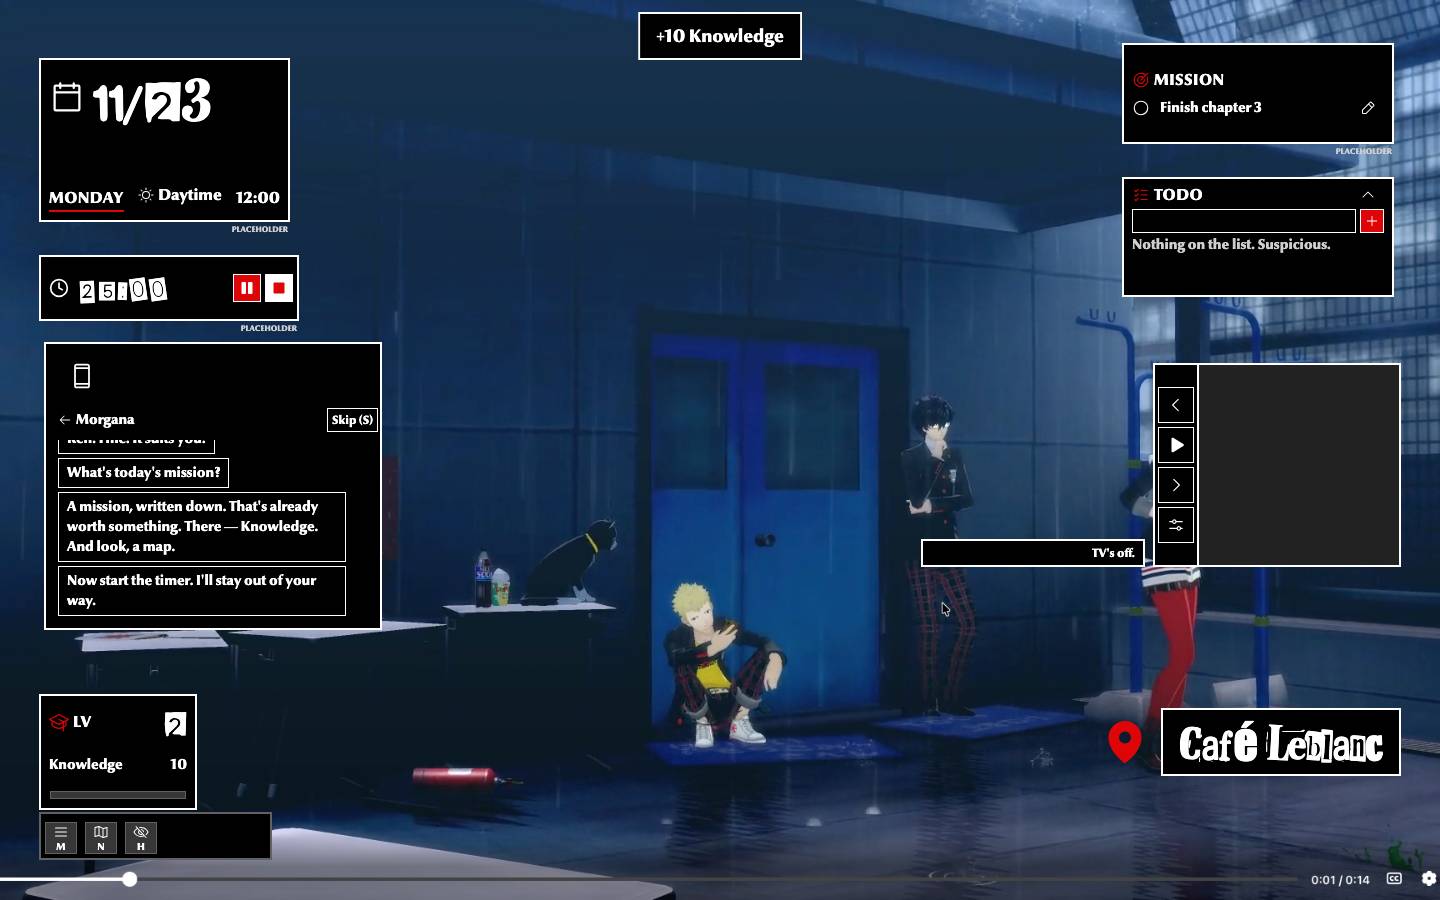 +10 Knowledge
11/23
MONDAY
Daytime
12:00
PLACEHOLDER
25:00
PLACEHOLDER
← Morgana
Skip (S)
What's today's mission?
A mission, written down. That's already
worth something. There — Knowledge.
And look, a map.
Now start the timer. I'll stay out of your
way.
LV
2
Knowledge
10
M
N
H
MISSION
Finish chapter 3
PLACEHOLDER
TODO
+
Nothing on the list. Suspicious.
TV's off.
Café Leblanc
0:01 / 0:14
CC